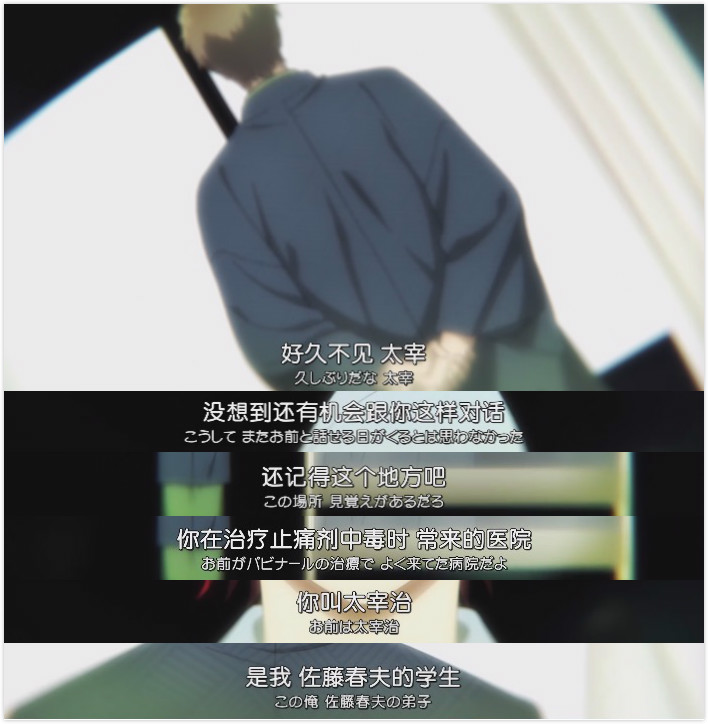 好久不见 太宰
久しぶりだな 太宰
没想到还有机会跟你这样对话
こうして またお前と話せる日がくるとは思わなかった
还记得这个地方吧
この場所 見覚えがあるだろ
你在治疗止痛剂中毒时 常来的医院
お前がパビナールの治療で よく来てた病院だよ
你叫太宰治
お前は太宰治
是我 佐藤春夫的学生
この俺 佐藤春夫の弟子